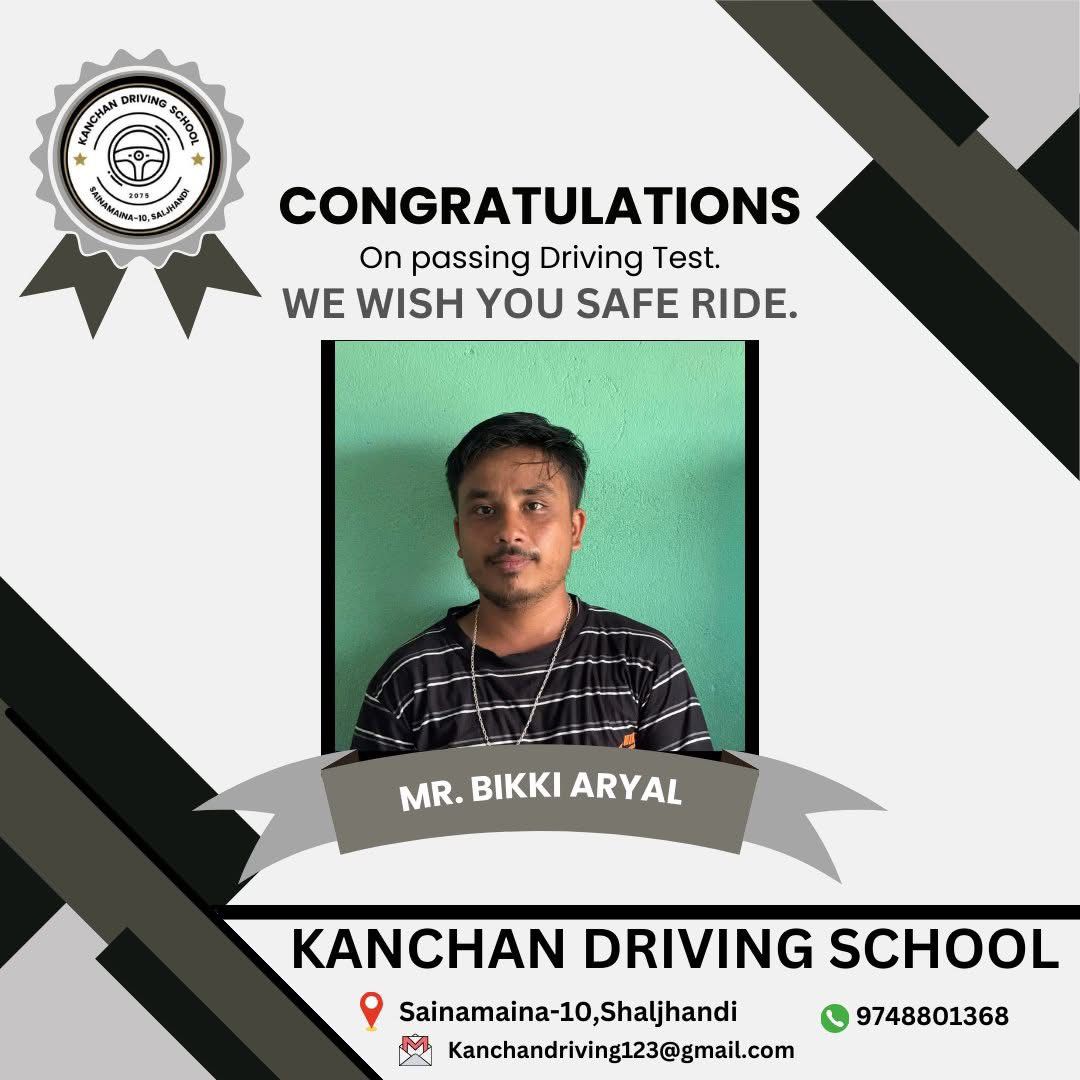 KANCHAN DRIVING SCHOOL
2075
SAINAMAINA-10, SALJHANDI
CONGRATULATIONS
On passing Driving Test.
WE WISH YOU SAFE RIDE.
MR. BIKKI ARYAL
KANCHAN DRIVING SCHOOL
Sainamaina-10,Shaljhandi
9748801368
Kanchandriving123@gmail.com